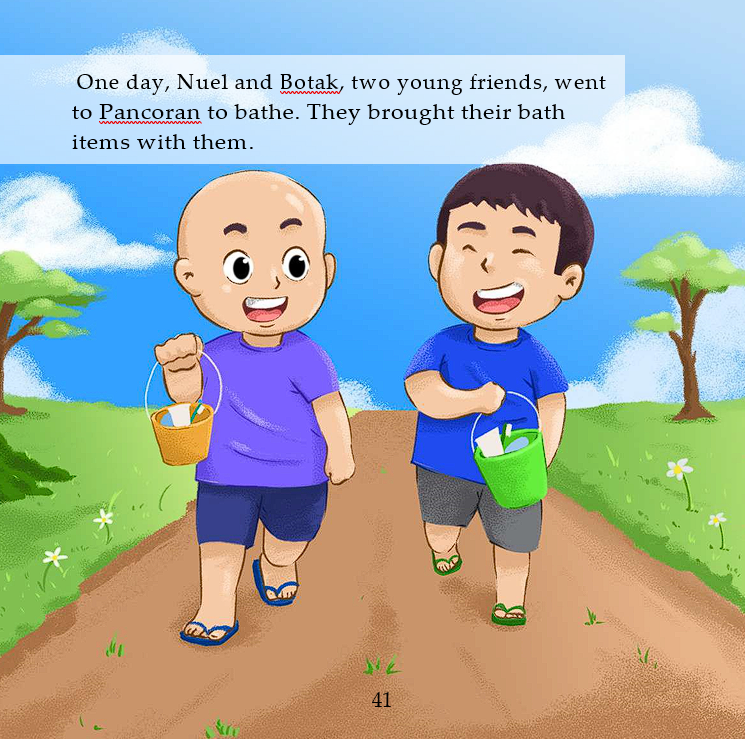 One day, Nuel and Botak, two young friends, went
to Pancoran to bathe. They brought their bath
items with them.
41